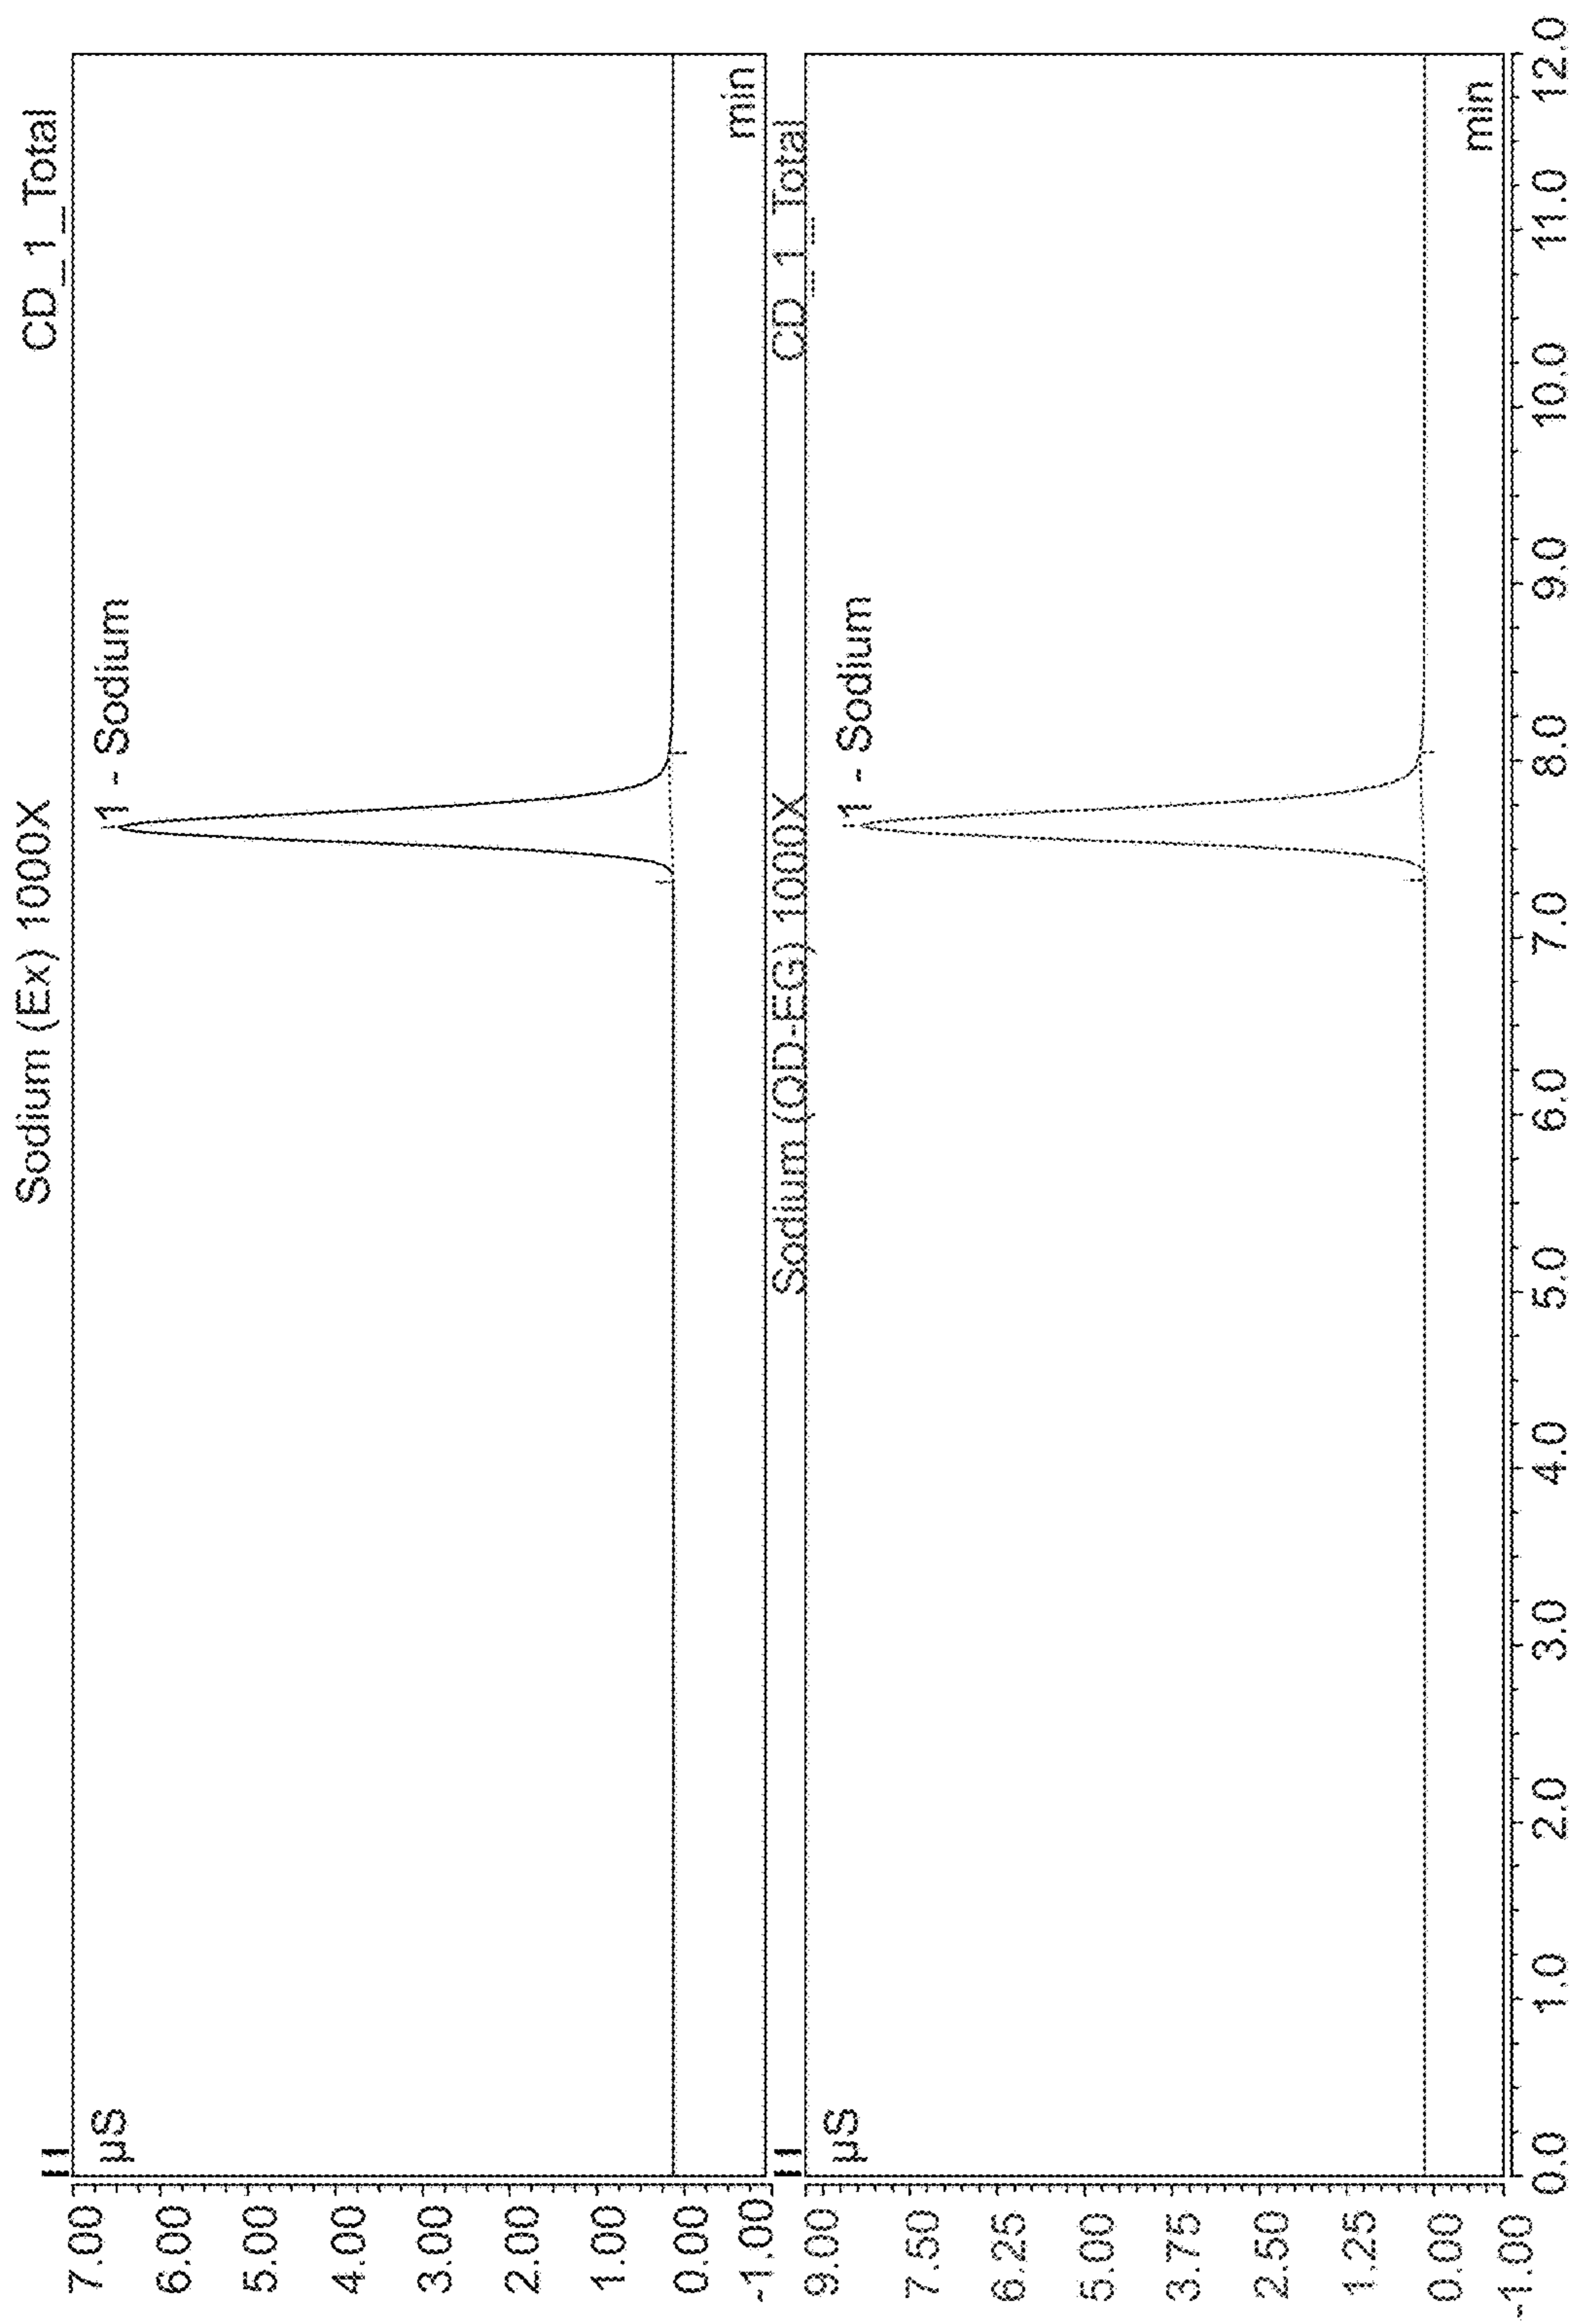 Sodium (Ex) 1000X
CD_1_Total
µS
1 - Sodium
min
7.00
6.00
5.00
4.00
3.00
2.00
1.00
0.00
-1.00
Sodium (QD-EG) 1000X
CD_1_Total
µS
1 - Sodium
min
9.00
7.50
6.25
5.00
3.75
2.50
1.25
0.00
-1.00
0.0 1.0 2.0 3.0 4.0 5.0 6.0 7.0 8.0 9.0 10.0 11.0 12.0